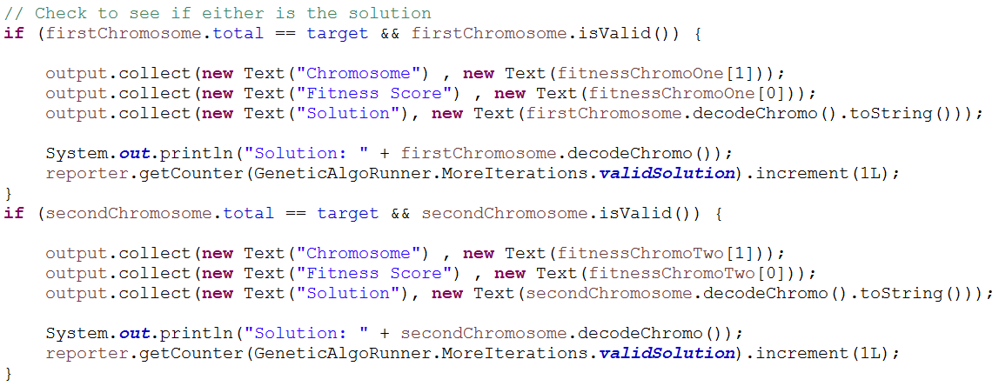 // Check to see if either is the solution
if (firstChromosome.total == target && firstChromosome.isValid()) {
output.collect(new Text("Chromosome") , new Text(fitnessChromoOne[1]));
output.collect(new Text("Fitness Score") , new Text(fitnessChromoOne[0]));
output.collect(new Text("Solution"), new Text(firstChromosome.decodeChromo().toString()));
System.out.println("Solution: " + firstChromosome.decodeChromo());
reporter.getCounter(GeneticAlgoRunner.MoreIterations.validSolution).increment(1L);
}
if (secondChromosome.total == target && secondChromosome.isValid()) {
output.collect(new Text("Chromosome") , new Text(fitnessChromoTwo[1]));
output.collect(new Text("Fitness Score") , new Text(fitnessChromoTwo[0]));
output.collect(new Text("Solution"), new Text(secondChromosome.decodeChromo().toString()));
System.out.println("Solution: " + secondChromosome.decodeChromo());
reporter.getCounter(GeneticAlgoRunner.MoreIterations.validSolution).increment(1L);
}